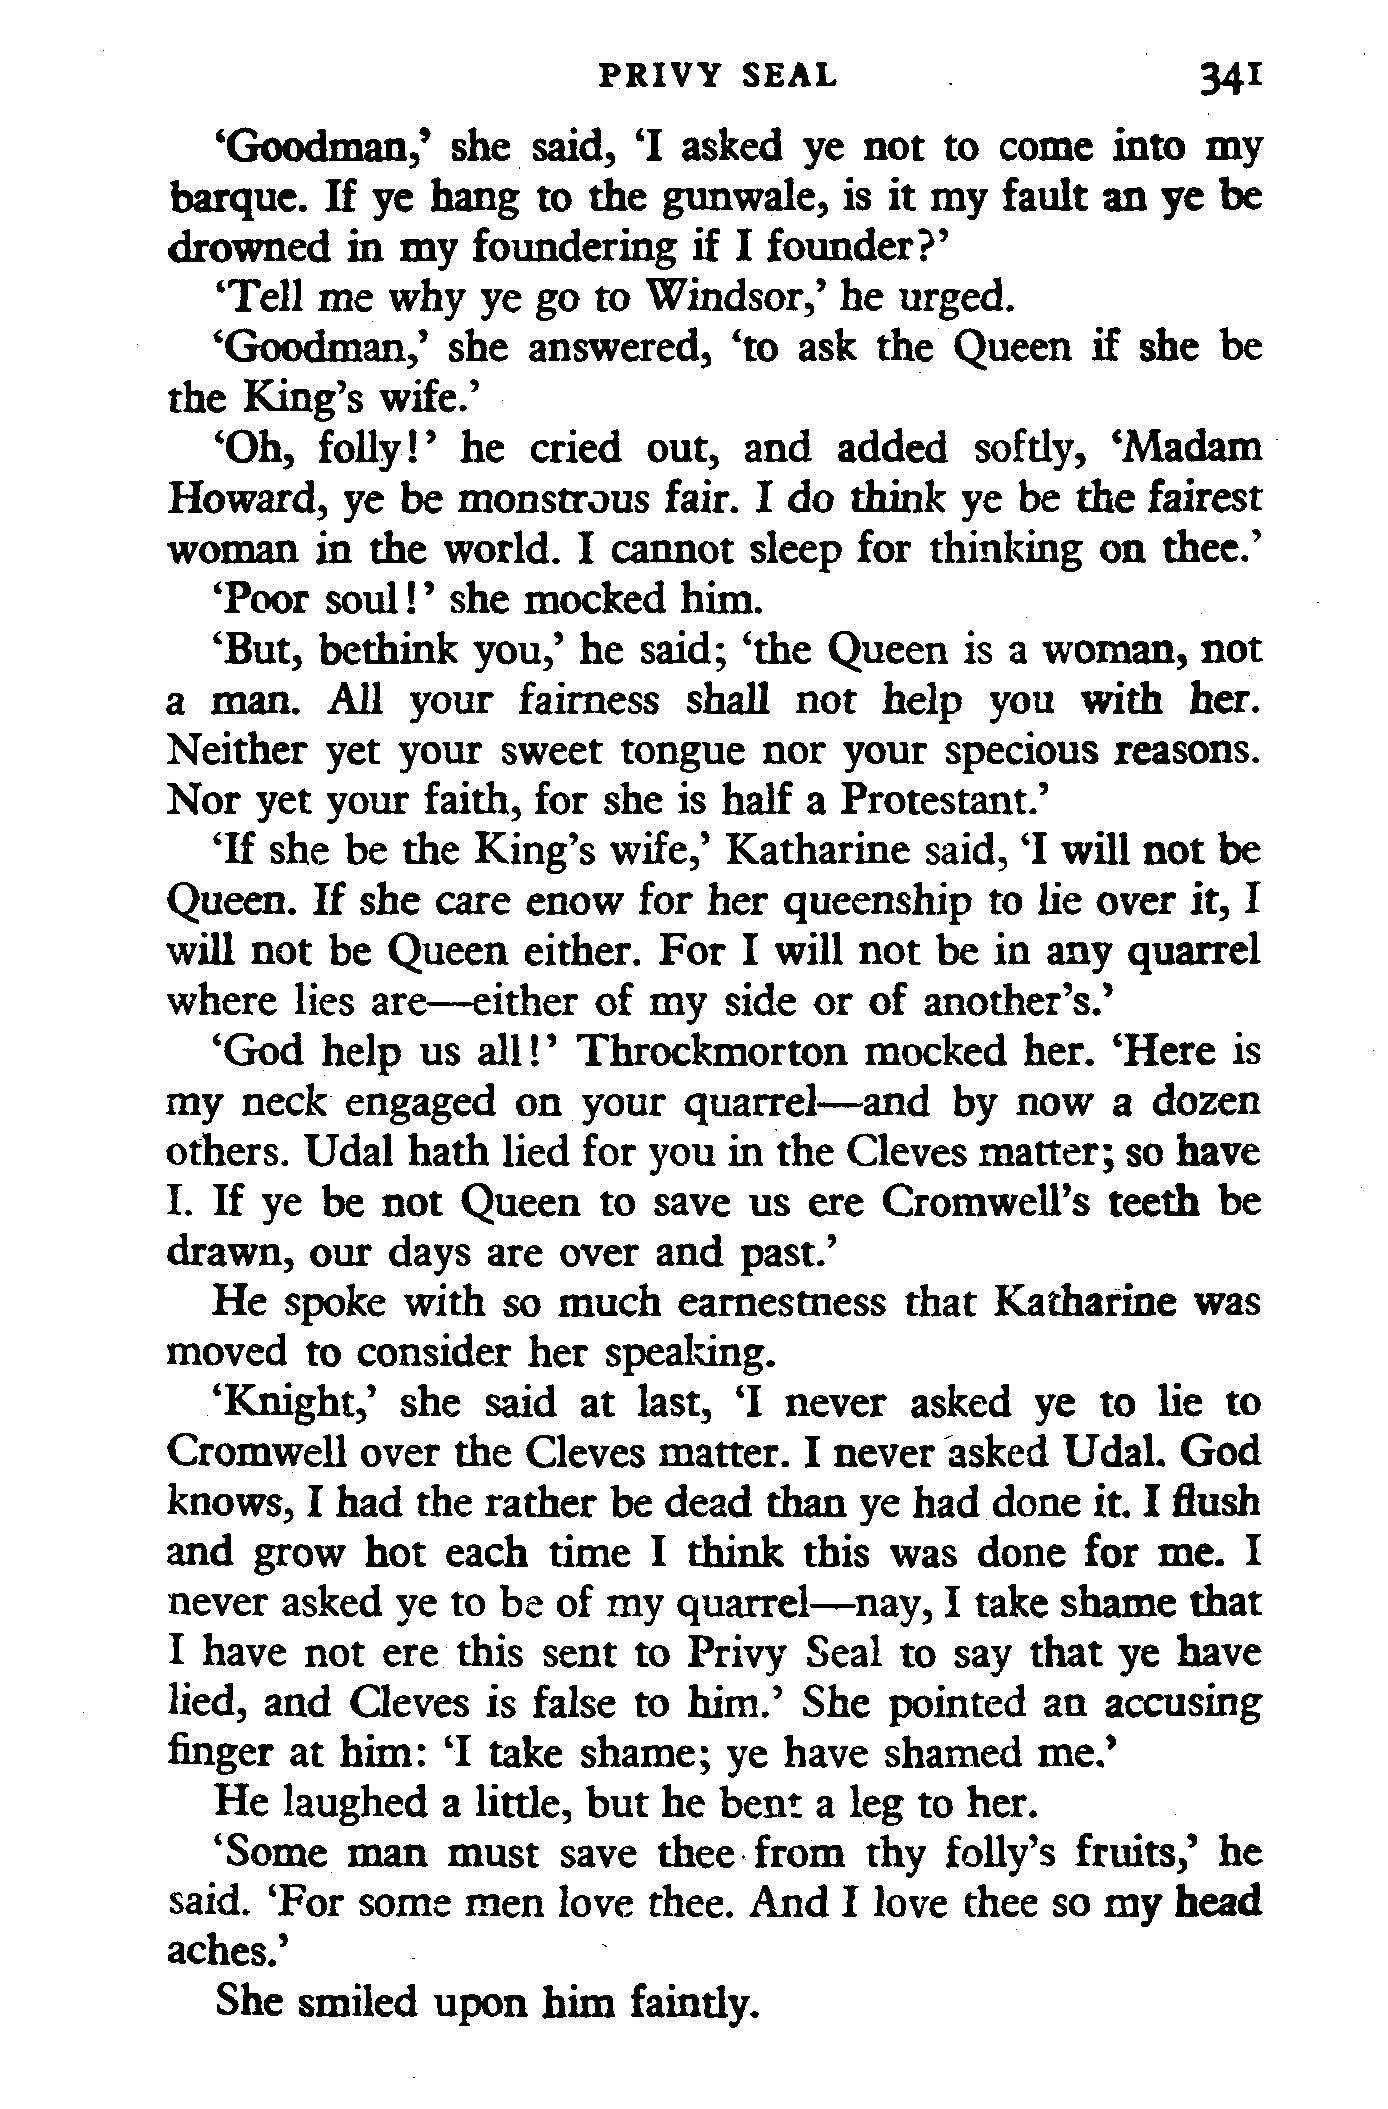 PRIVY SEAL 341
‘Goodman,’ she said, ‘I asked ye not to come into my
barque. If ye hang to the gunwale, is it my fault an ye be
drowned in my foundering if I founder?’
‘Tell me why ye go to Windsor,’ he urged.
‘Goodman,’ she answered, ‘to ask the Queen if she be
the King’s wife.’
‘Oh, folly!’ he cried out, and added softly, ‘Madam
Howard, ye be monstrous fair. I do think ye be the fairest
woman in the world. I cannot sleep for thinking on thee.’
‘Poor soul!’ she mocked him.
‘But, bethink you,’ he said; ‘the Queen is a woman, not
a man. All your fairness shall not help you with her.
Neither yet your sweet tongue nor your specious reasons.
Nor yet your faith, for she is half a Protestant.’
‘If she be the King’s wife,’ Katharine said, ‘I will not be
Queen. If she care enow for her queenship to lie over it, I
will not be Queen either. For I will not be in any quarrel
where lies are—either of my side or of another’s.’
‘God help us all!’ Throckmorton mocked her. ‘Here is
my neck engaged on your quarrel—and by now a dozen
others. Udal hath lied for you in the Cleves matter; so have
I. If ye be not Queen to save us ere Cromwell’s teeth be
drawn, our days are over and past.’
He spoke with so much earnestness that Katharine was
moved to consider her speaking.
‘Knight,’ she said at last, ‘I never asked ye to lie to
Cromwell over the Cleves matter. I never asked Udal. God
knows, I had the rather be dead than ye had done it. I flush
and grow hot each time I think this was done for me. I
never asked ye to be of my quarrel—nay, I take shame that
I have not ere this sent to Privy Seal to say that ye have
lied, and Cleves is false to him.’ She pointed an accusing
finger at him: ‘I take shame; ye have shamed me.’
He laughed a little, but he bent a leg to her.
‘Some man must save thee from thy folly’s fruits,’ he
said. ‘For some men love thee. And I love thee so my head
aches.’
She smiled upon him faintly.